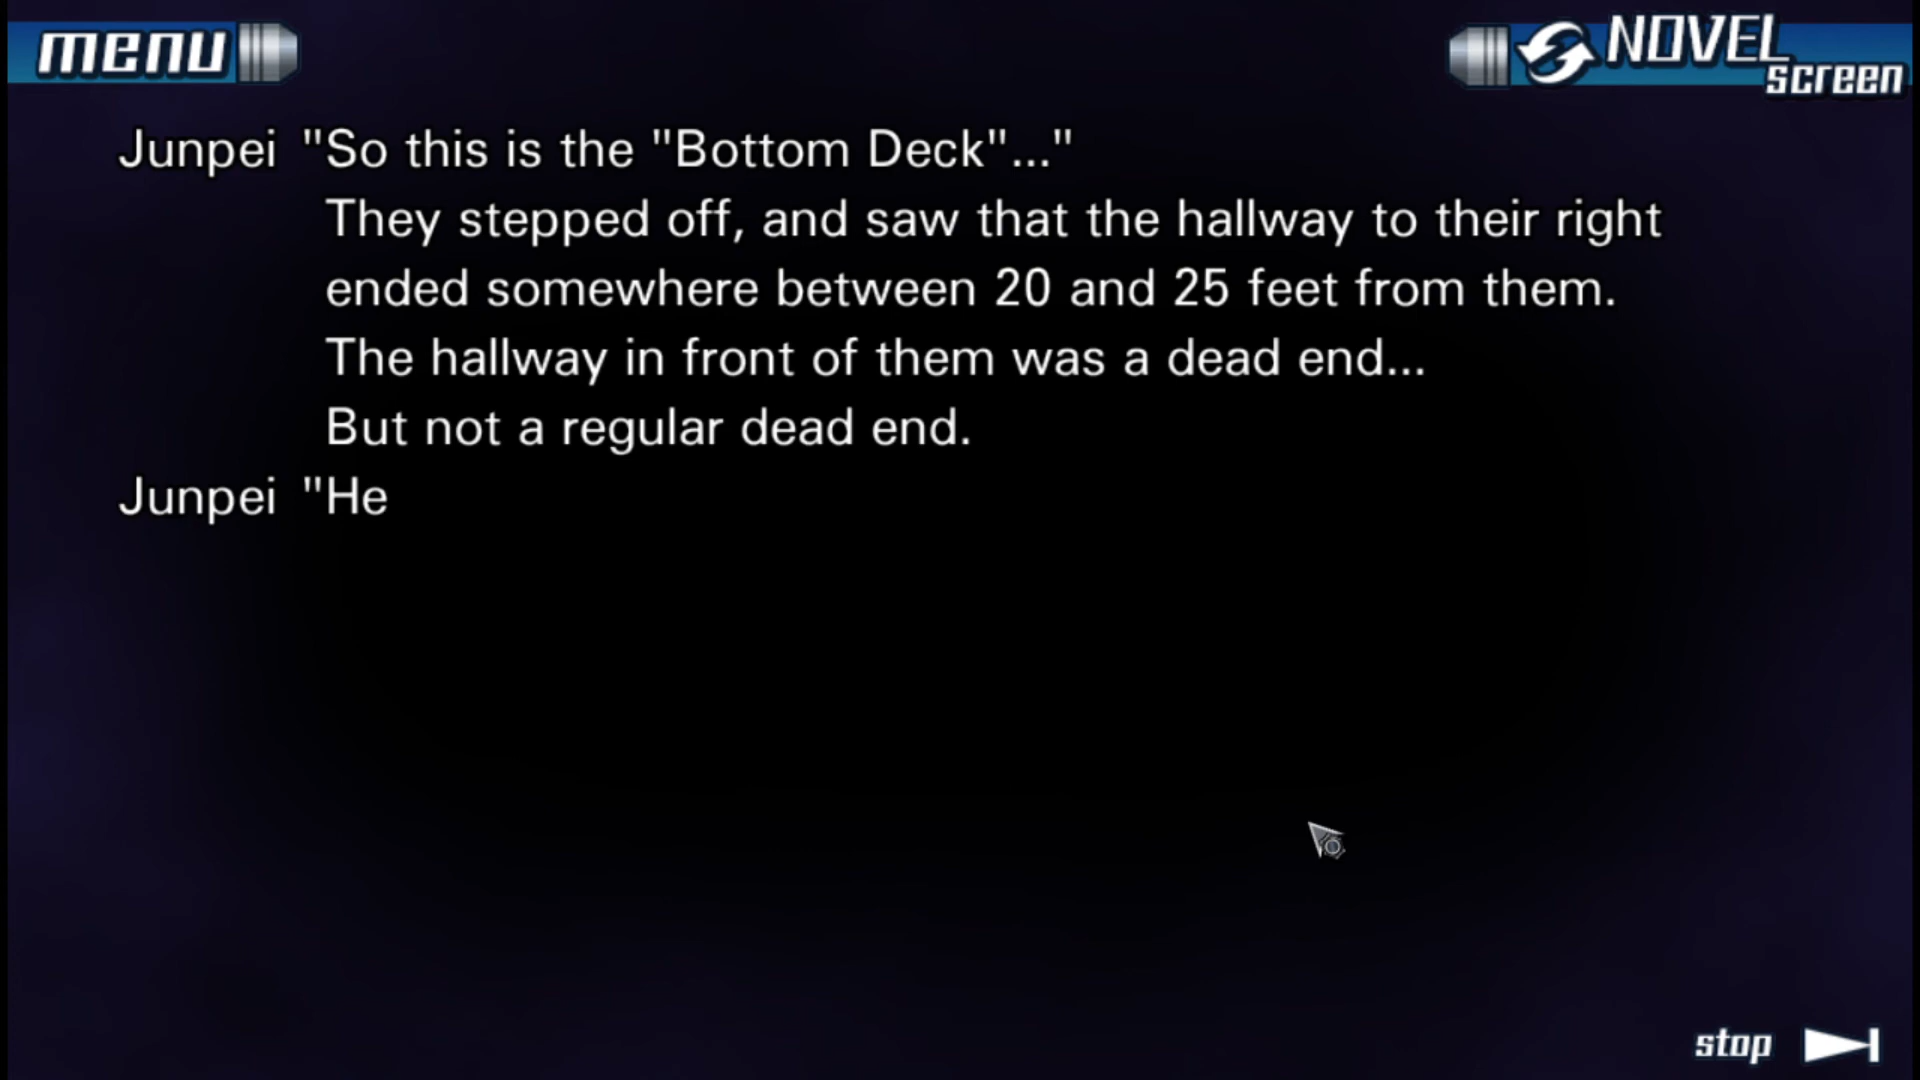 menu
NOVEL
screen
Junpei "So this is the "Bottom Deck"..."
They stepped off, and saw that the hallway to their right
ended somewhere between 20 and 25 feet from them.
The hallway in front of them was a dead end...
But not a regular dead end.
Junpei "He
stop